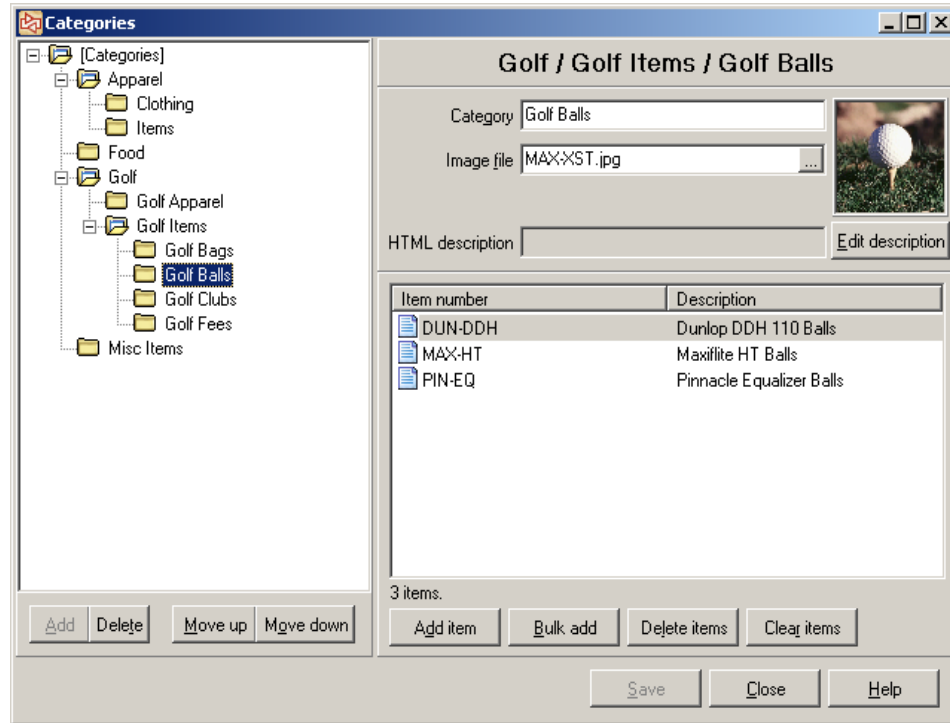 Categories
[Categories]
Apparel
Clothing
Items
Food
Golf
Golf Apparel
Golf Items
Golf Bags
Golf Balls
Golf Clubs
Golf Fees
Misc Items
Add Delete Move up Move down
Golf / Golf Items / Golf Balls
Category Golf Balls
Image file MAX-XST.jpg ...
HTML description Edit description
Item number Description
DUN-DDH Dunlop DDH 110 Balls
MAX-HT Maxiflite HT Balls
PIN-EQ Pinnacle Equalizer Balls
3 items.
Add item Bulk add Delete items Clear items
Save Close Help